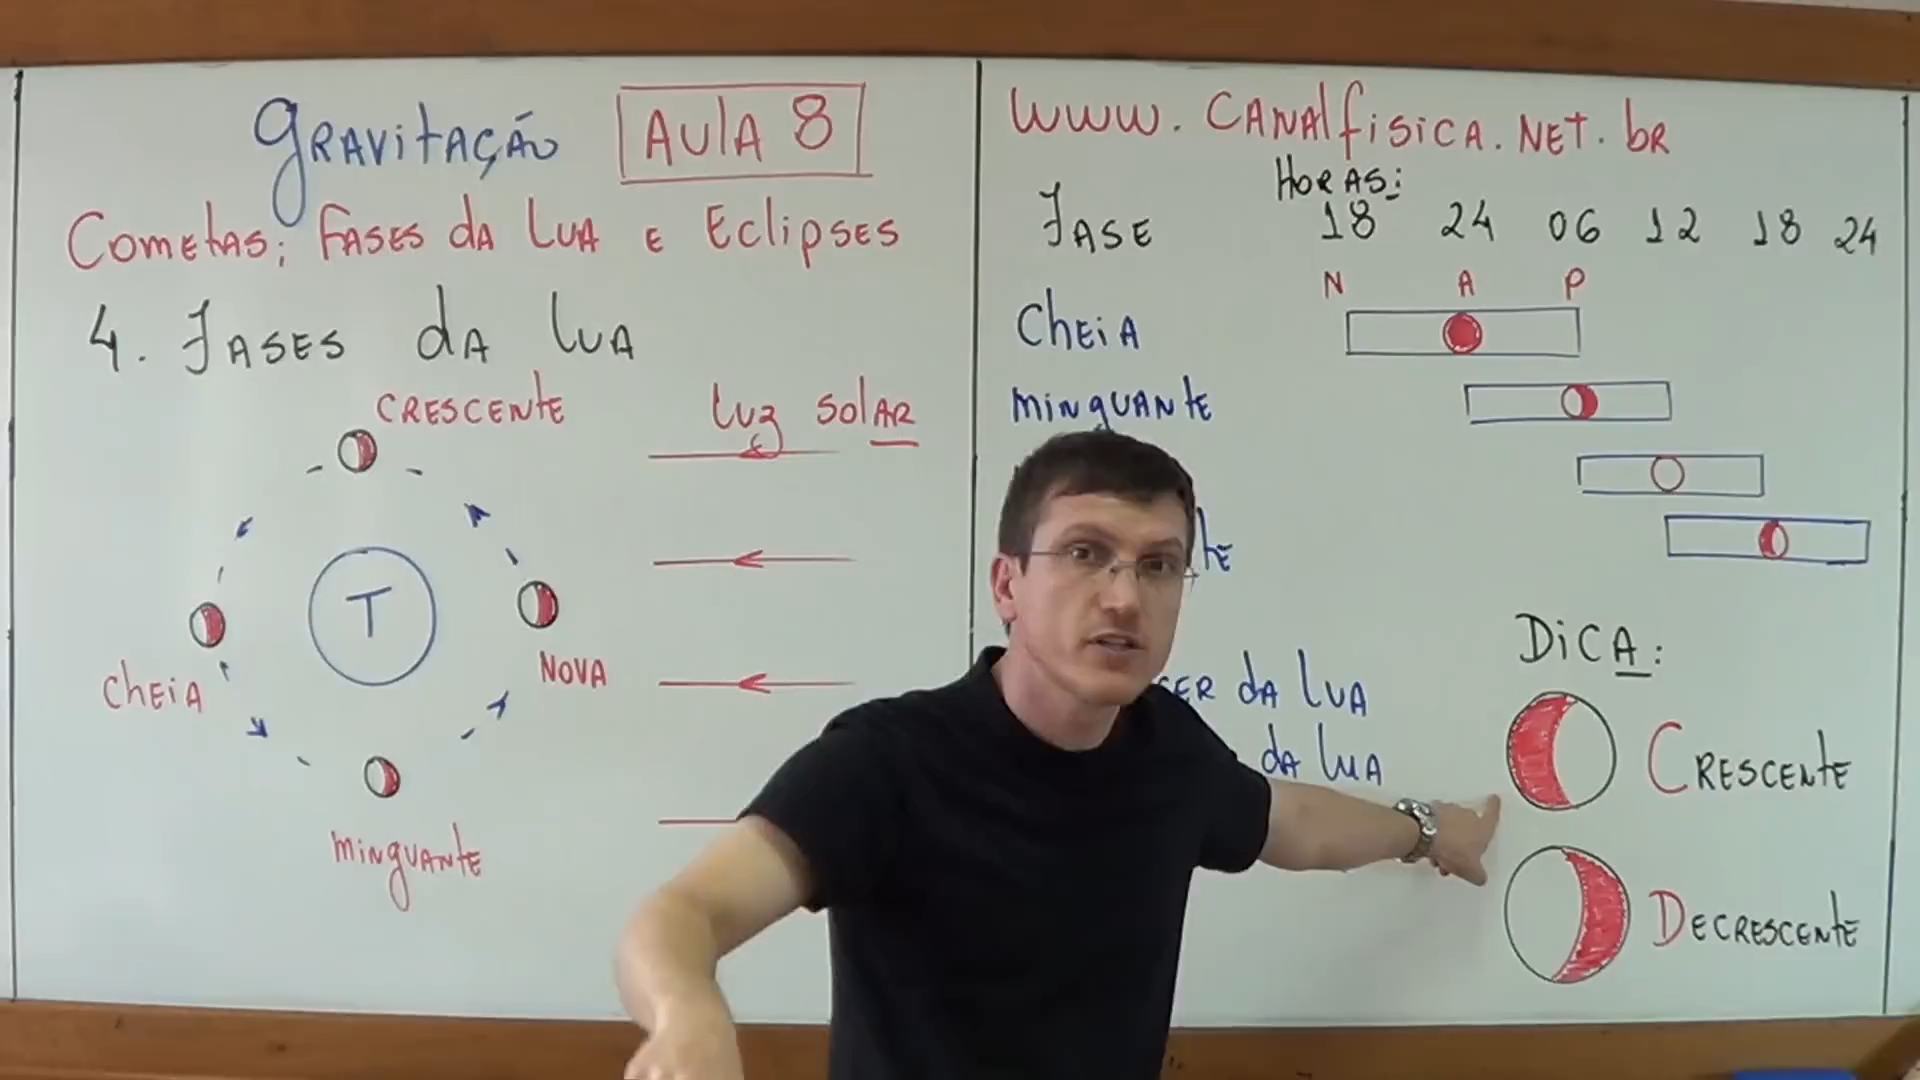 Gravitação
Aula 8
Cometas; Fases da Lua e Eclipses
4. Fases da Lua
Crescente
Luz Solar
T
Cheia
Nova
Minguante
www.canalfisica.net.br
Horas:
Fase 18 24 06 12 18 24
N A P
Cheia
Minguante
te
cer da Lua
da Lua
Dica:
Crescente
Decrescente